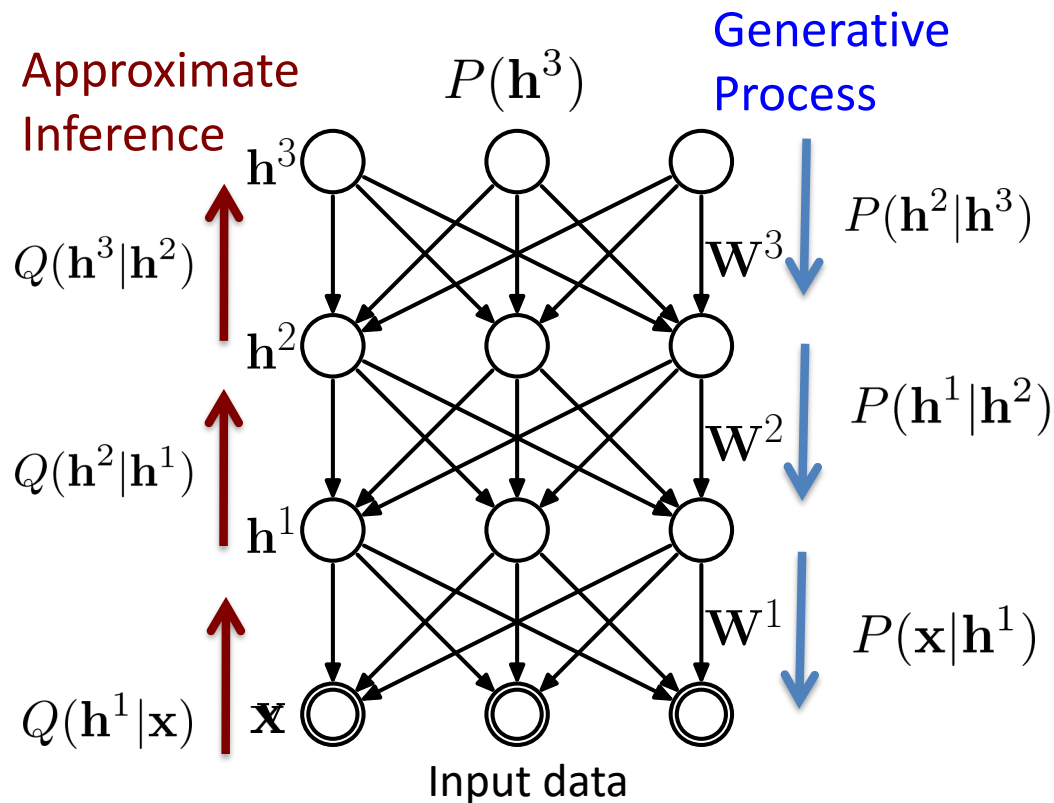 Approximate
Inference
P(𝐡³)
Generative
Process
𝐡³
Q(𝐡³|𝐡²)
𝐖³
P(𝐡²|𝐡³)
𝐡²
Q(𝐡²|𝐡¹)
𝐖²
P(𝐡¹|𝐡²)
𝐡¹
Q(𝐡¹|𝐱)
𝐖¹
P(𝐱|𝐡¹)
𝐱
Input data